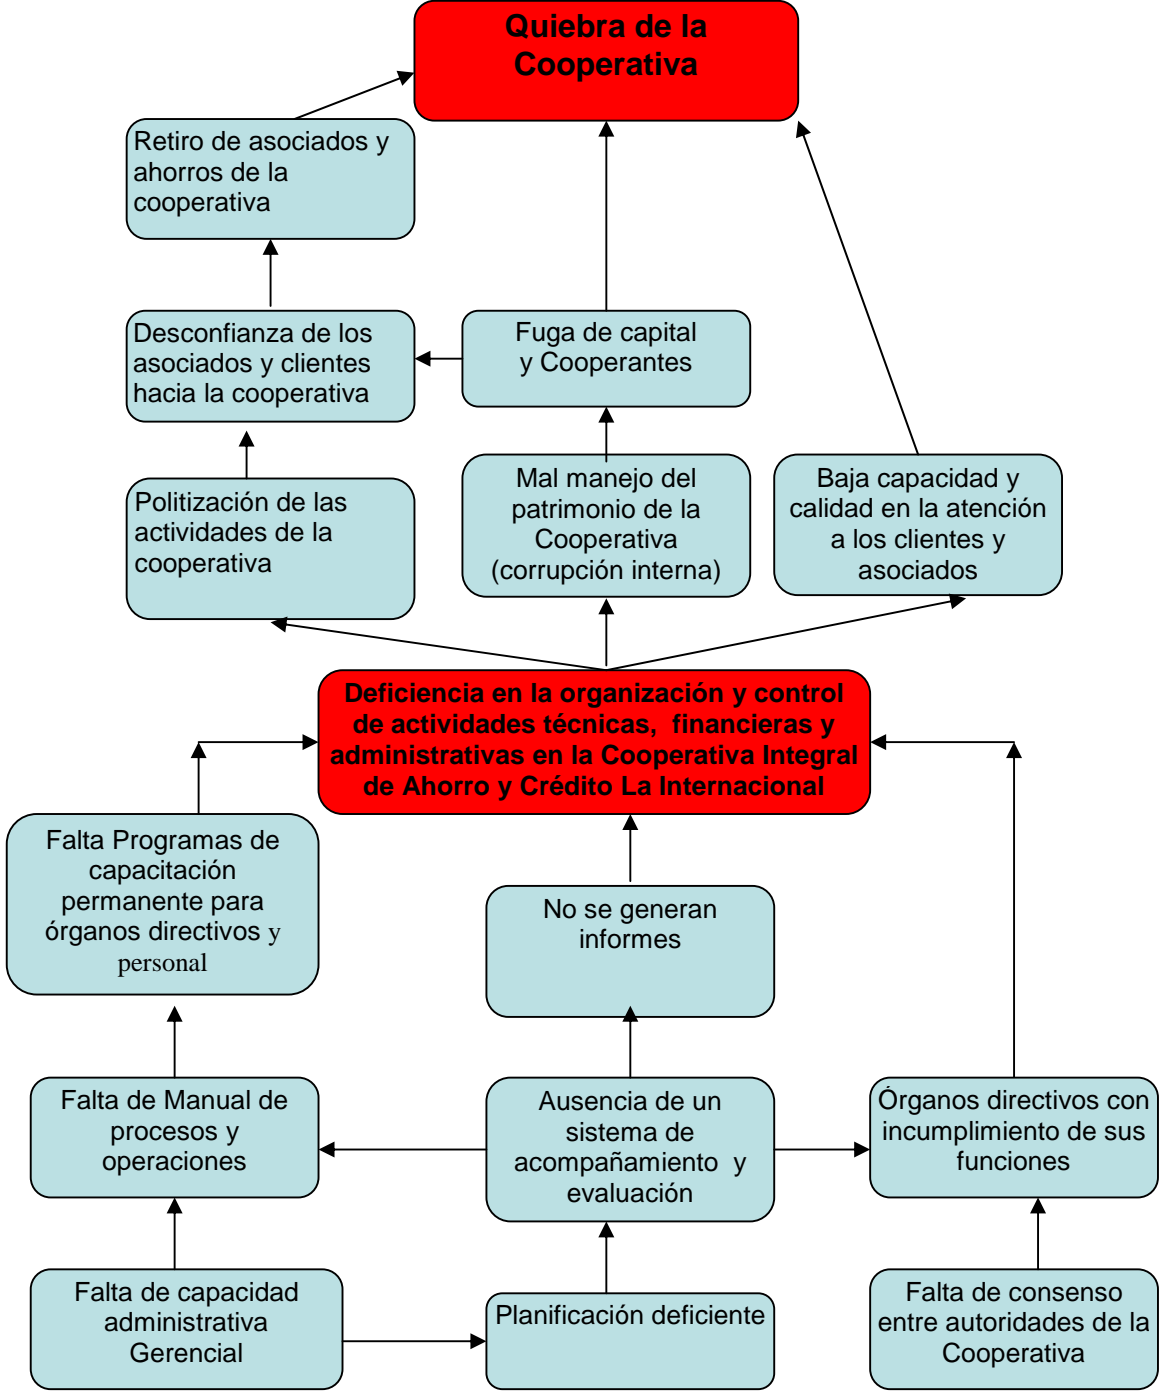 Quiebra de la
Cooperativa
Retiro de asociados y
ahorros de la
cooperativa
Desconfianza de los
asociados y clientes
hacia la cooperativa
Fuga de capital
y Cooperantes
Politización de las
actividades de la
cooperativa
Mal manejo del
patrimonio de la
Cooperativa
(corrupción interna)
Baja capacidad y
calidad en la atención
a los clientes y
asociados
Deficiencia en la organización y control
de actividades técnicas, financieras y
administrativas en la Cooperativa Integral
de Ahorro y Crédito La Internacional
Falta Programas de
capacitación
permanente para
órganos directivos y
personal
No se generan
informes
Falta de Manual de
procesos y
operaciones
Ausencia de un
sistema de
acompañamiento y
evaluación
Órganos directivos con
incumplimiento de sus
funciones
Falta de capacidad
administrativa
Gerencial
Planificación deficiente
Falta de consenso
entre autoridades de la
Cooperativa